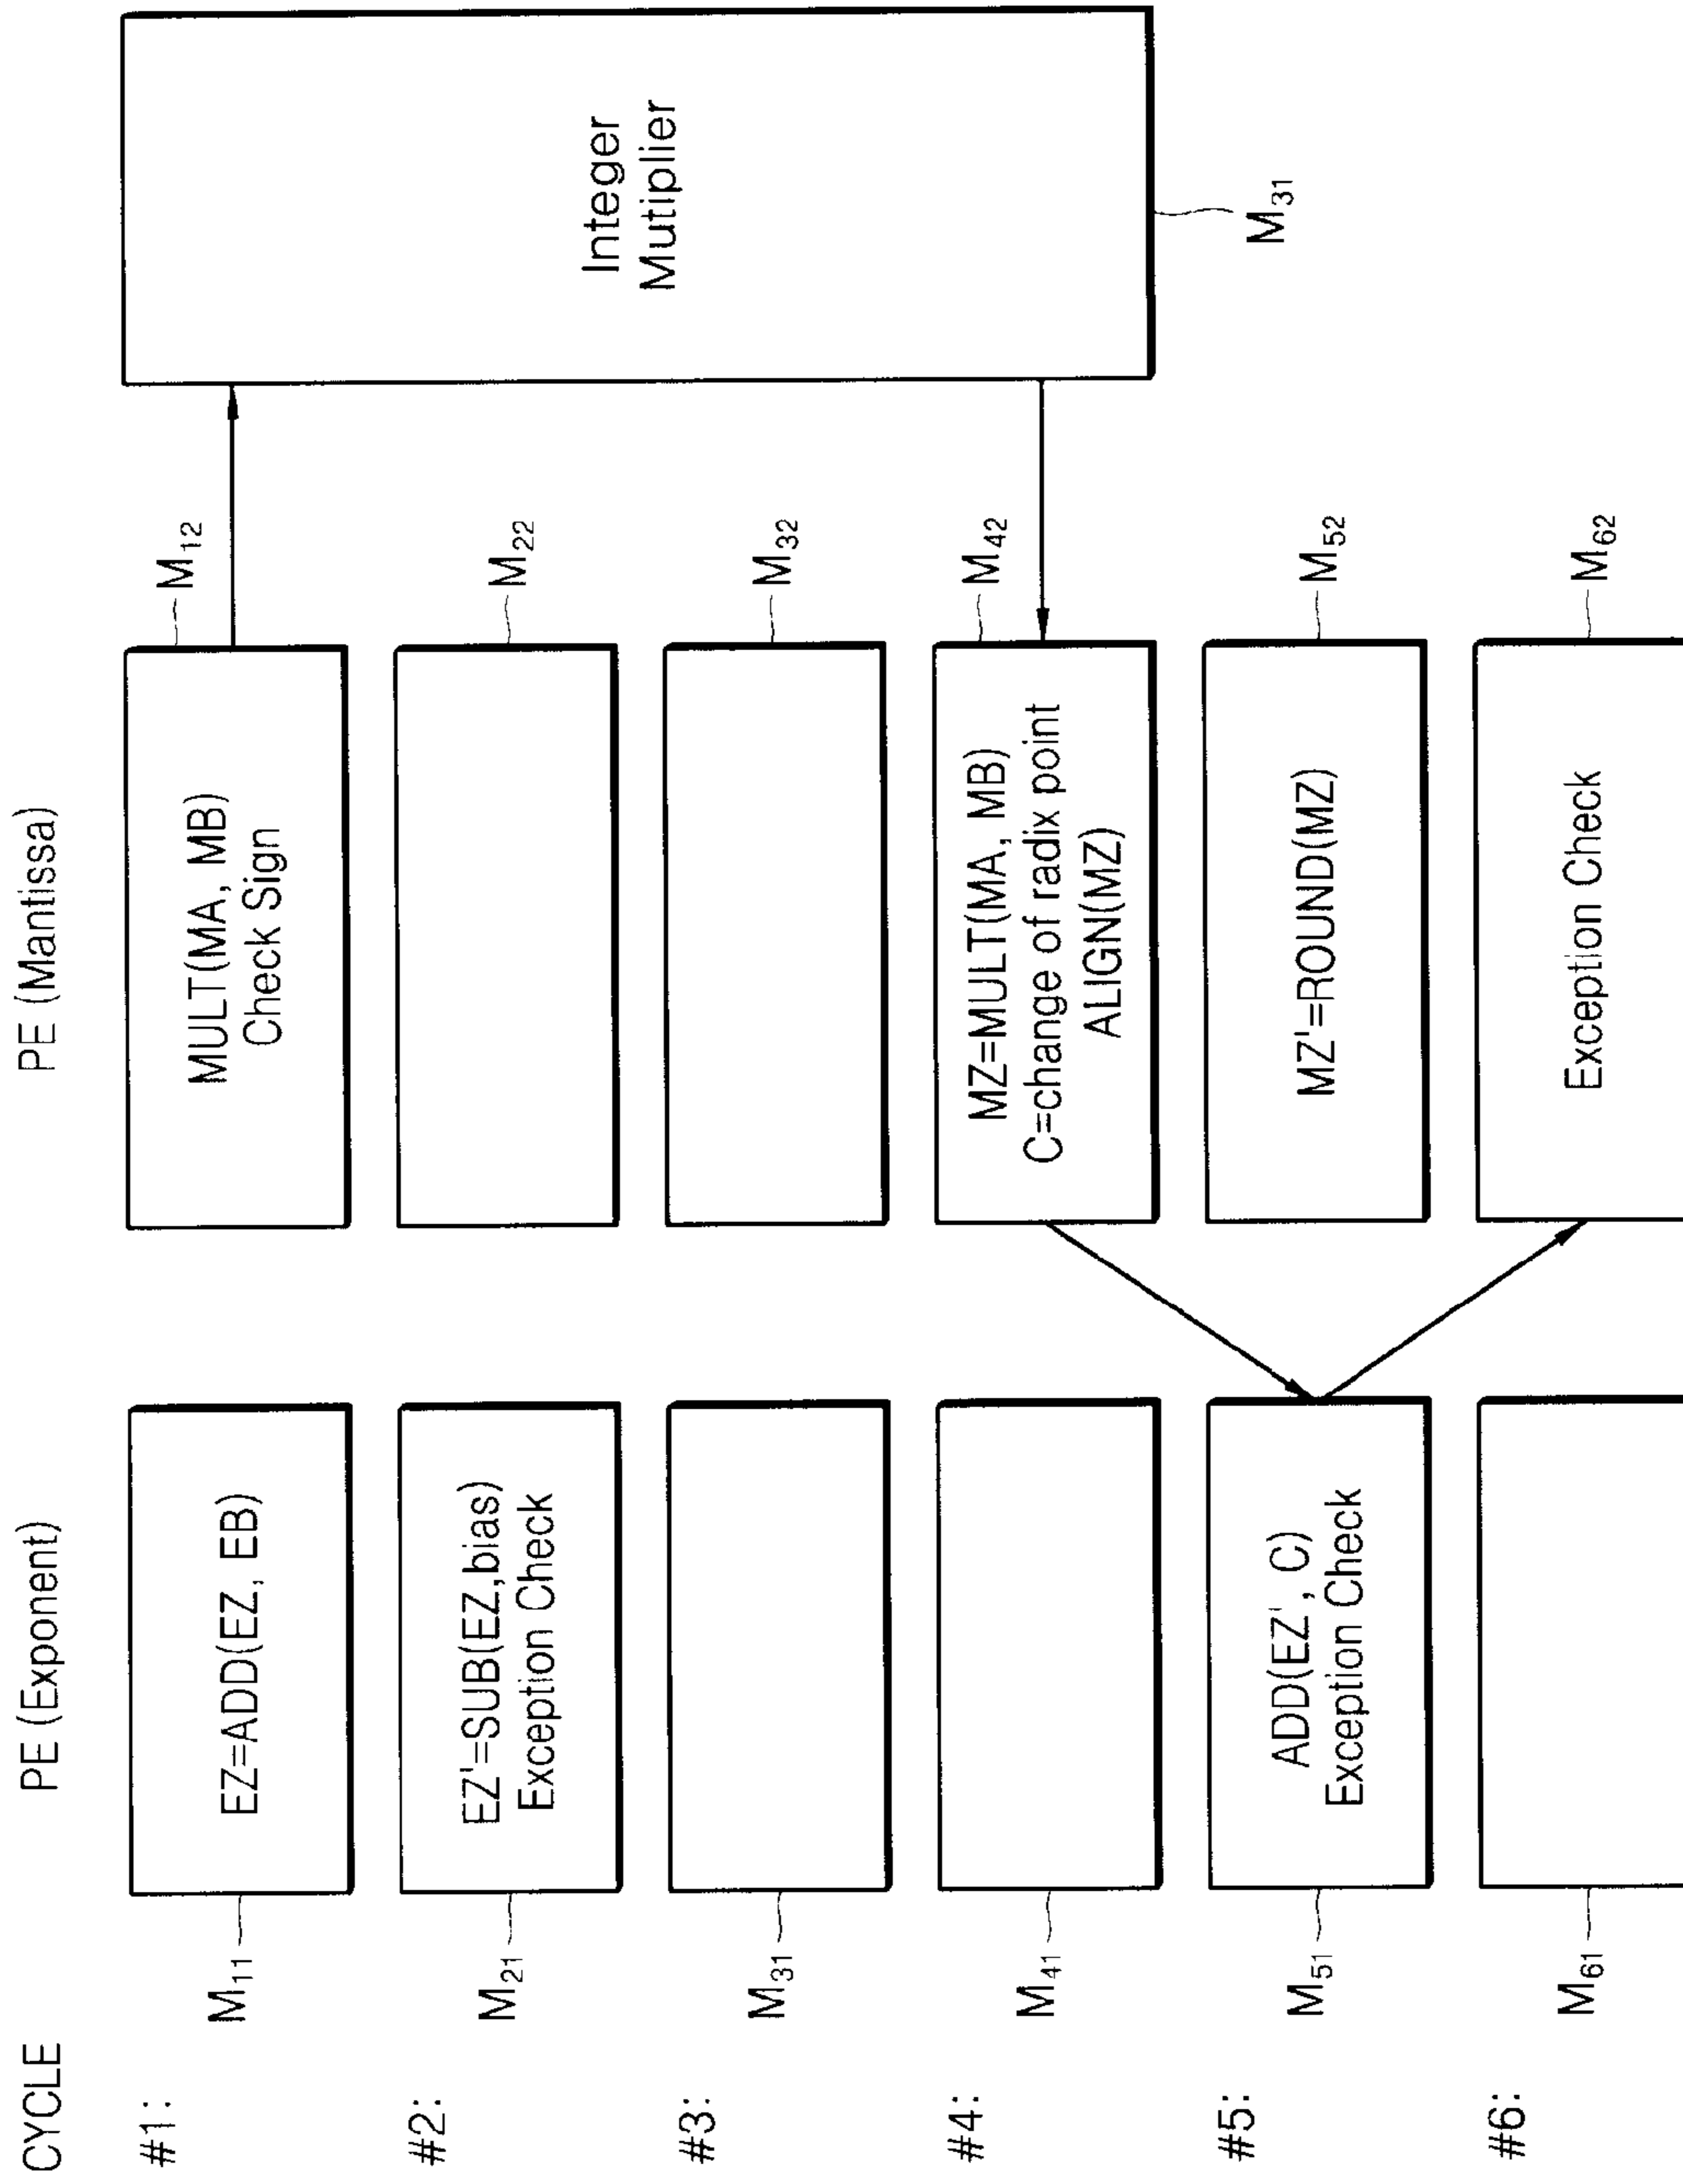 CYCLE
PE (Exponent)
PE (Mantissa)
#1:
M11
EZ=ADD(EZ, EB)
MULT(MA, MB)
Check Sign
M12
Integer
Mutiplier
M31
#2:
M21
EZ'=SUB(EZ,bias)
Exception Check
M22
#3:
M31
M32
#4:
M41
MZ=MULT(MA, MB)
C=change of radix point
ALIGN(MZ)
M42
#5:
M51
ADD(EZ', C)
Exception Check
MZ'=ROUND(MZ)
M52
#6:
M61
Exception Check
M62